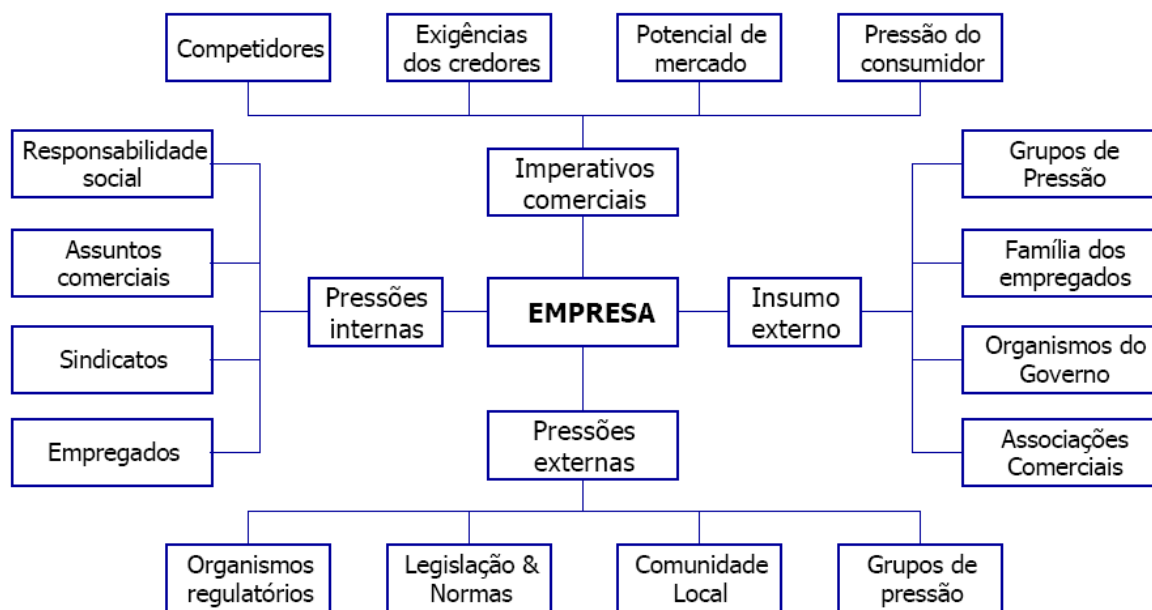 Competidores
Exigências
dos credores
Potencial de
mercado
Pressão do
consumidor
Imperativos
comerciais
Responsabilidade
social
Assuntos
comerciais
Sindicatos
Empregados
Pressões
internas
EMPRESA
Insumo
externo
Grupos de
Pressão
Família dos
empregados
Organismos do
Governo
Associações
Comerciais
Pressões
externas
Organismos
regulatórios
Legislação &
Normas
Comunidade
Local
Grupos de
pressão